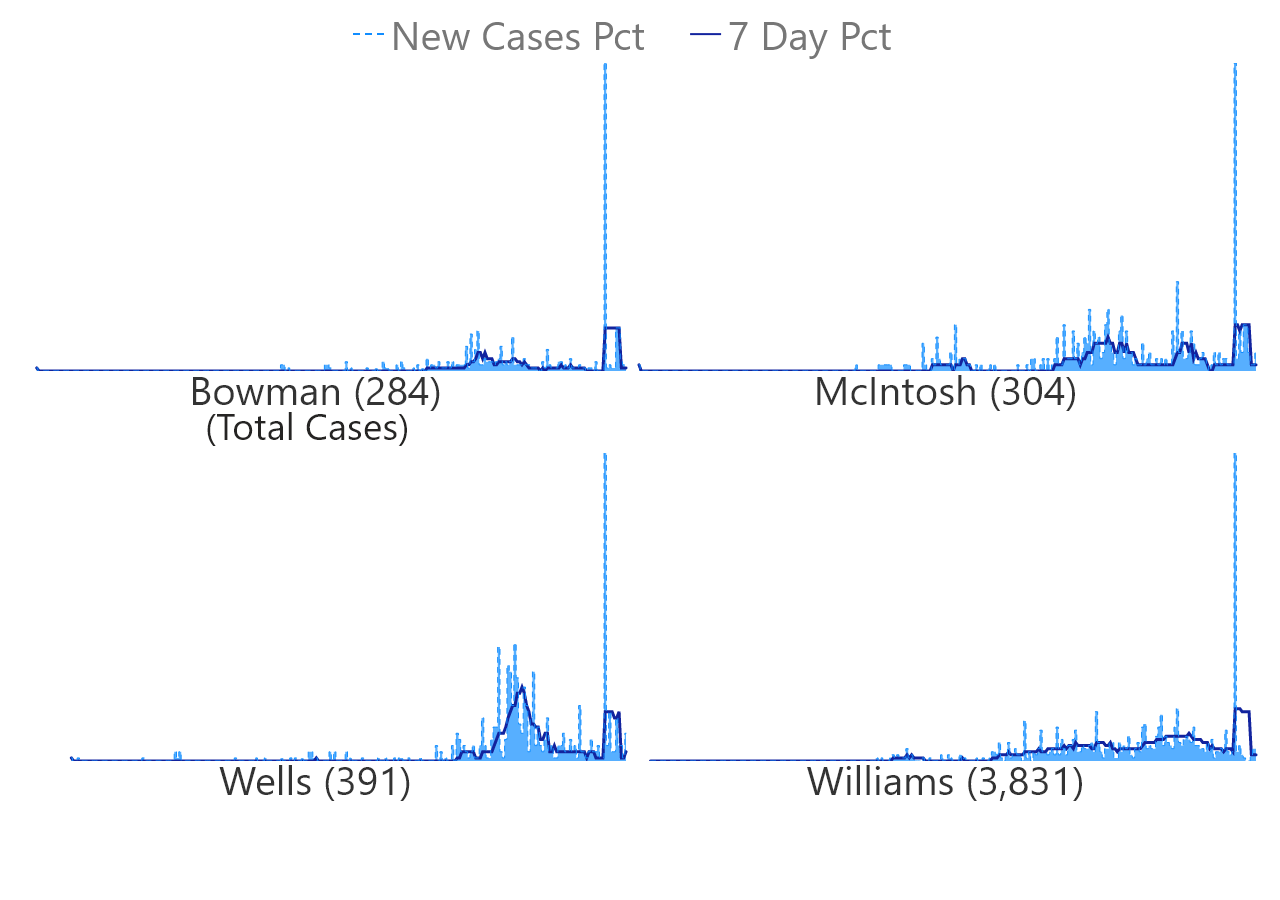 New Cases Pct 7 Day Pct
Bowman (284) McIntosh (304)
(Total Cases)
Wells (391) Williams (3,831)